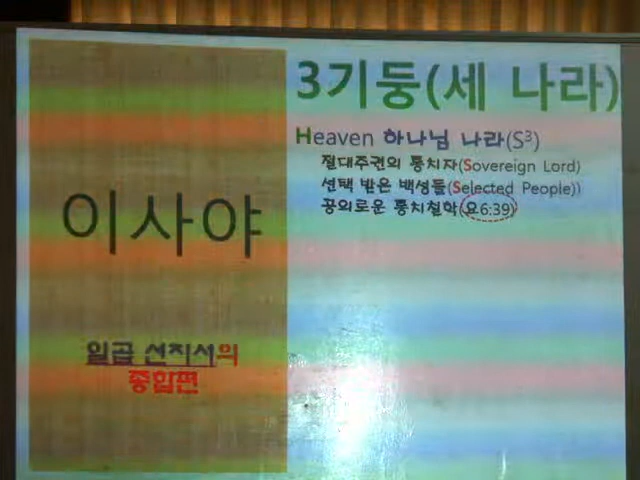 3기둥(세 나라)
Heaven 하나님 나라(S³)
절대주권의 통치자(Sovereign Lord)
선택 받은 백성들(Selected People))
공의로운 통치철학(요6:39)
이사야
일곱 선지서의
종합편